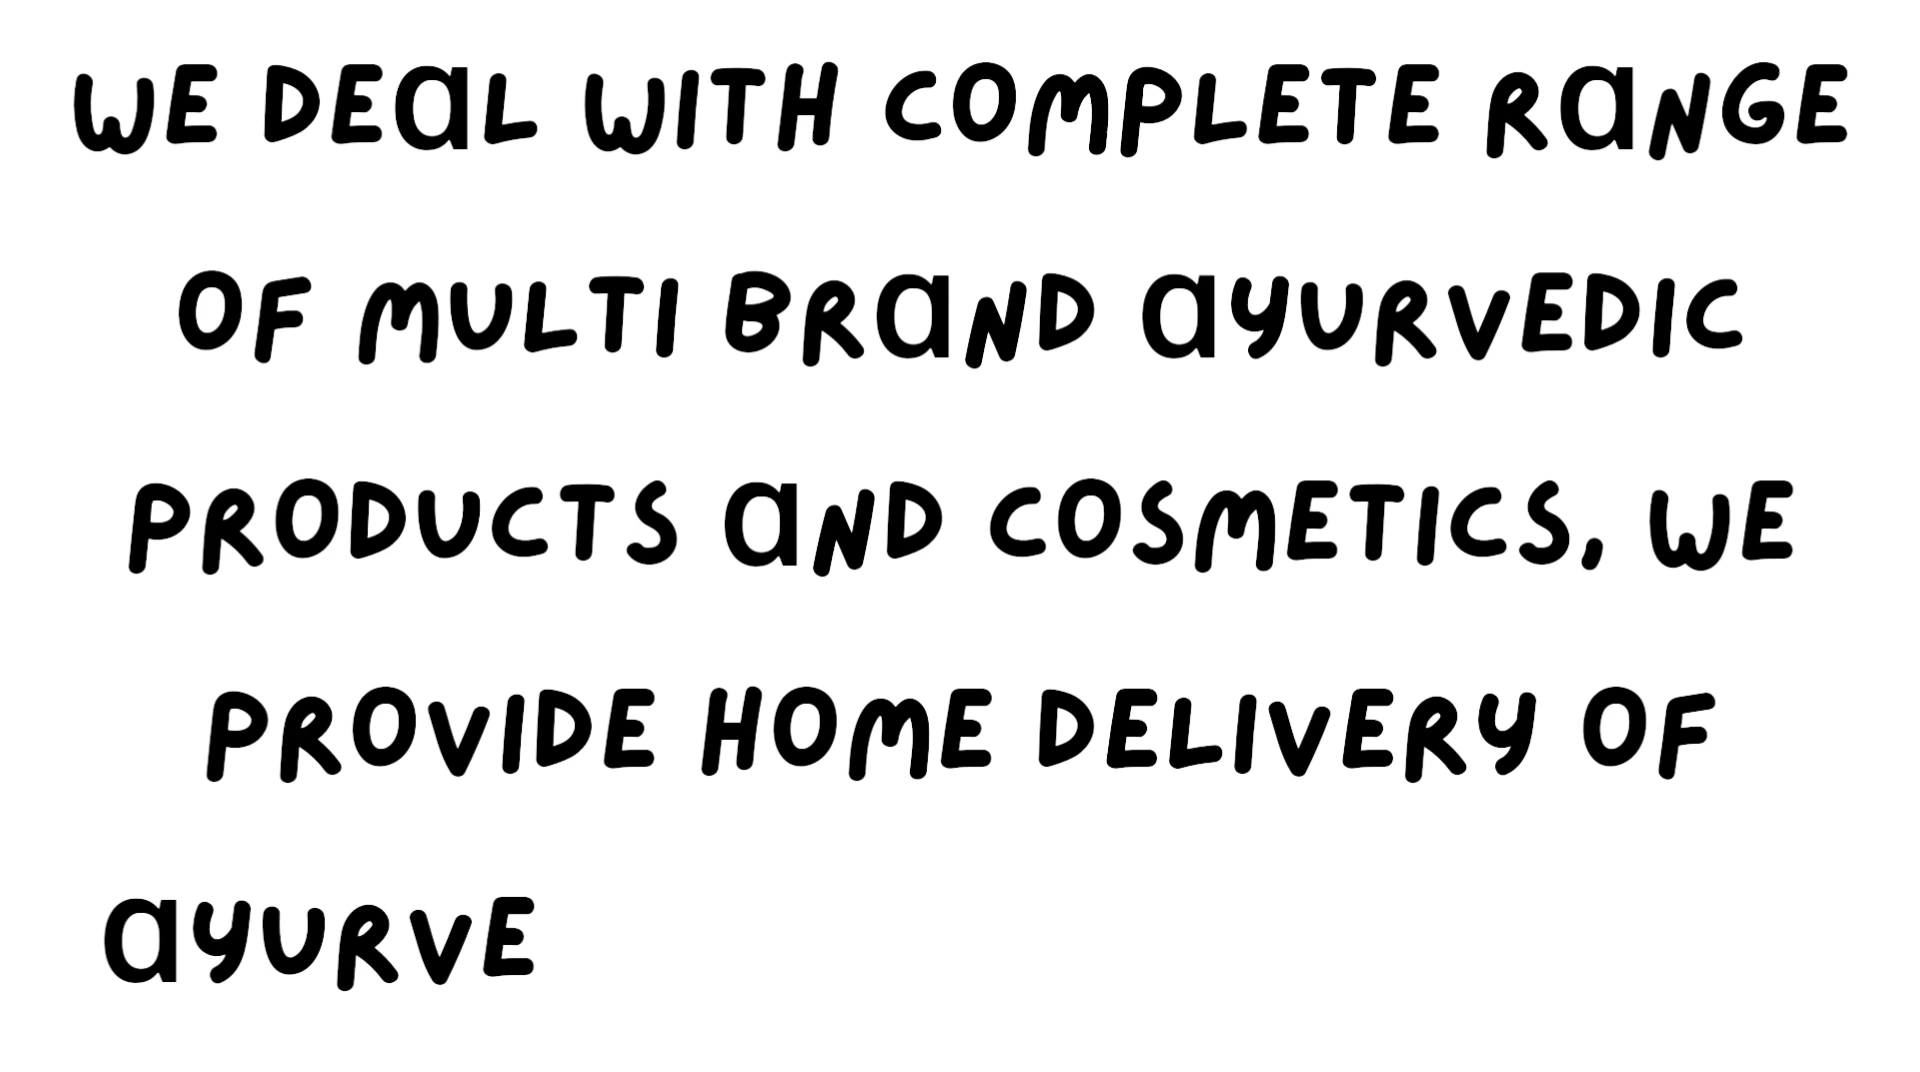 WE DEaL WITH COMPLETE RaNGE
OF MULTI BRaND aYURVEDIC
PRODUCTS aND COSMETICS, WE
PROVIDE HOME DELIVERY OF
aYURVE